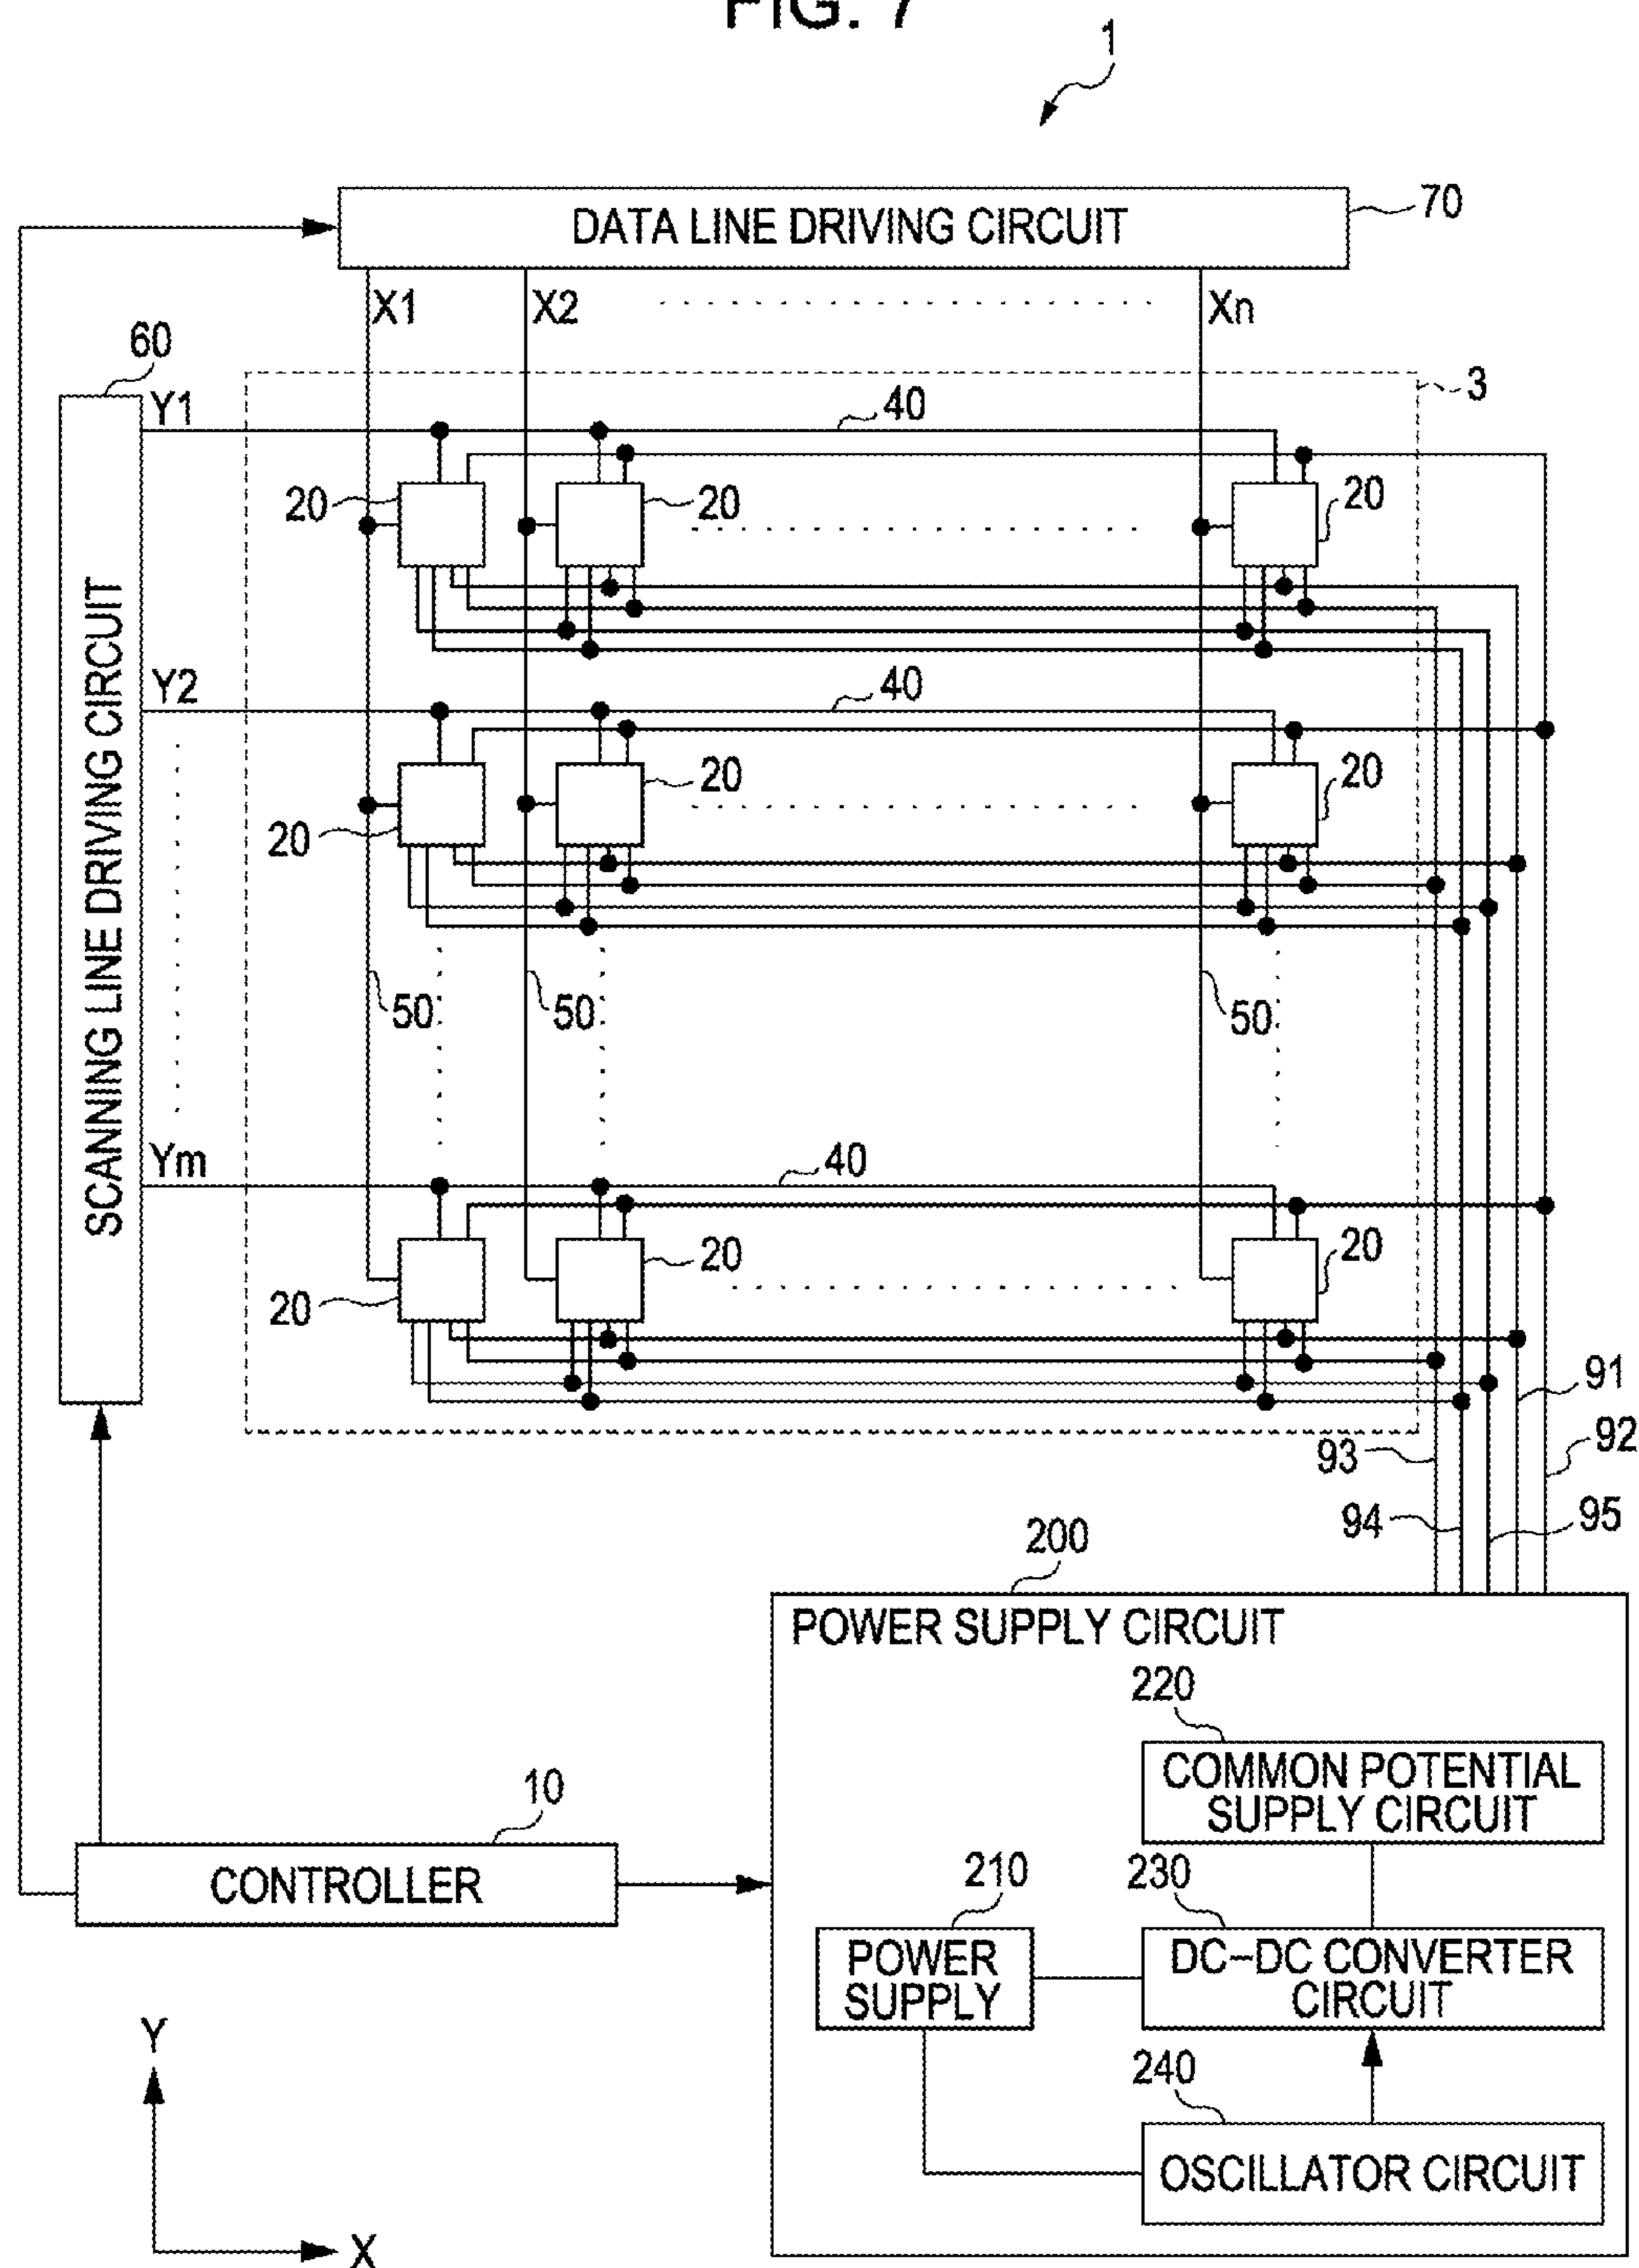 FIG. 7
1
DATA LINE DRIVING CIRCUIT
70
X1
X2
Xn
60
SCANNING LINE DRIVING CIRCUIT
Y1
40
3
20
20
20
Y2
40
20
20
20
50
50
50
Ym
40
20
20
20
91
92
93
94
95
200
POWER SUPPLY CIRCUIT
220
COMMON POTENTIAL
SUPPLY CIRCUIT
10
CONTROLLER
210
POWER
SUPPLY
230
DC-DC CONVERTER
CIRCUIT
240
OSCILLATOR CIRCUIT
Y
X